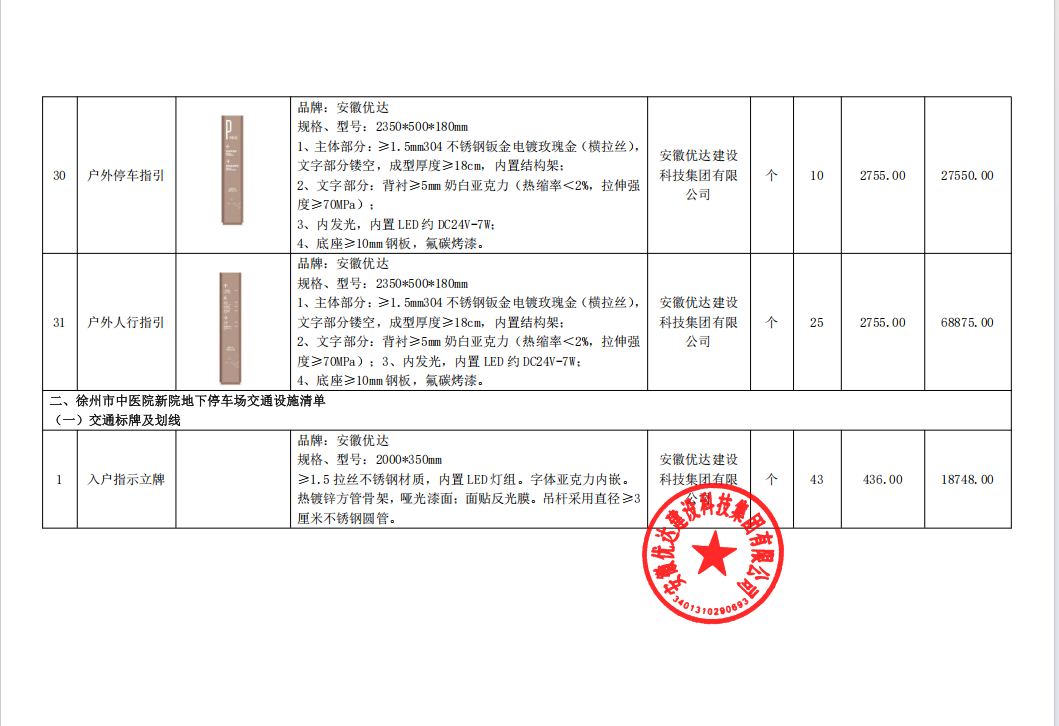 30
户外停车指引
P
品牌：安徽优达
规格、型号：2350*500*180mm
1、主体部分：≥1.5mm304 不锈钢钣金电镀玫瑰金（横拉丝），
文字部分镂空，成型厚度≥18cm，内置结构架；
2、文字部分：背衬≥5mm 奶白亚克力（热缩率＜2%，拉伸强
度≥70MPa）；
3、内发光，内置 LED 约 DC24V-7W；
4、底座≥10mm 钢板，氟碳烤漆。
安徽优达建设
科技集团有限
公司
个
10
2755.00
27550.00
31
户外人行指引
品牌：安徽优达
规格、型号：2350*500*180mm
1、主体部分：≥1.5mm304 不锈钢钣金电镀玫瑰金（横拉丝），
文字部分镂空，成型厚度≥18cm，内置结构架；
2、文字部分：背衬≥5mm 奶白亚克力（热缩率＜2%，拉伸强
度≥70MPa）；3、内发光，内置 LED 约 DC24V-7W；
4、底座≥10mm 钢板，氟碳烤漆。
安徽优达建设
科技集团有限
公司
个
25
2755.00
68875.00
二、徐州市中医院新院地下停车场交通设施清单
（一）交通标牌及划线
1
入户指示立牌
品牌：安徽优达
规格、型号：2000*350mm
≥1.5 拉丝不锈钢材质，内置 LED 灯组。字体亚克力内嵌。
热镀锌方管骨架，哑光漆面；面贴反光膜。吊杆采用直径≥3
厘米不锈钢圆管。
安徽优达建设
科技集团有限
公司
个
43
436.00
18748.00
安徽优达建设科技集团有限公司
3401310290693